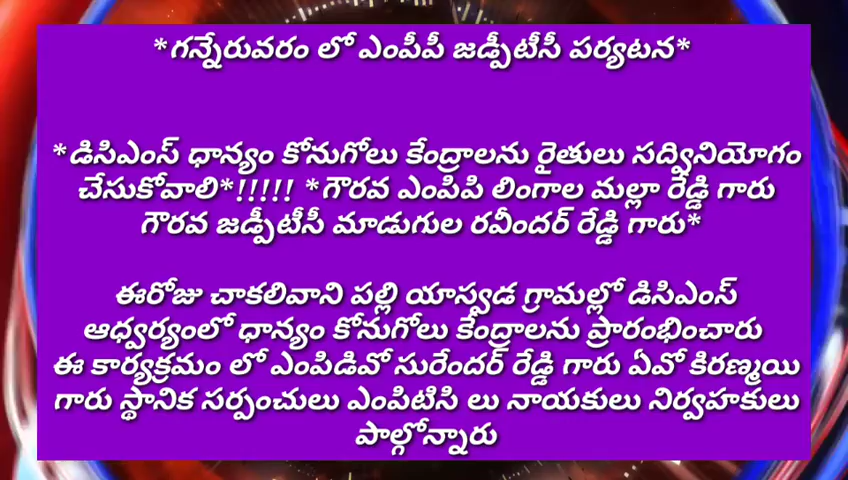 *గన్నేరువరం లో ఎంపీపీ జడ్పీటీసీ పర్యటన*
*డిసిఎంస్ ధాన్యం కోనుగోలు కేంద్రాలను రైతులు సద్వినియోగం
చేసుకోవాలి*!!!!! *గౌరవ ఎంపిపి లింగాల మల్లా రేడ్డి గారు
గౌరవ జడ్పీటీసీ మాడుగుల రవీందర్ రేడ్డి గారు*
ఈరోజు చాకలివాని పల్లి యాస్వడ గ్రామల్లో డిసిఎంస్
ఆధ్వర్యంలో ధాన్యం కోనుగోలు కేంద్రాలను ప్రారంభించారు
ఈ కార్యక్రమం లో ఎంపిడివో సురేందర్ రేడ్డి గారు ఏవో కిరణ్మయి
గారు స్థానిక సర్పంచులు ఎంపిటిసి లు నాయకులు నిర్వహకులు
పాల్గోన్నారు